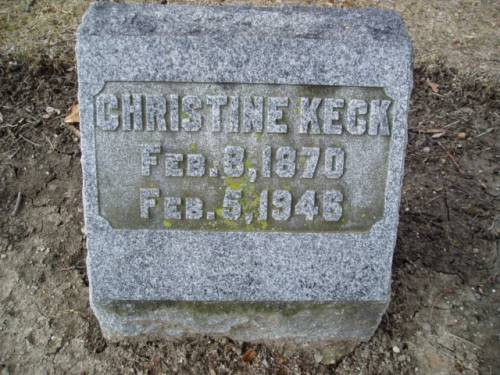 CHRISTINE KECK
FEB. 8, 1870
FEB. 5, 1946